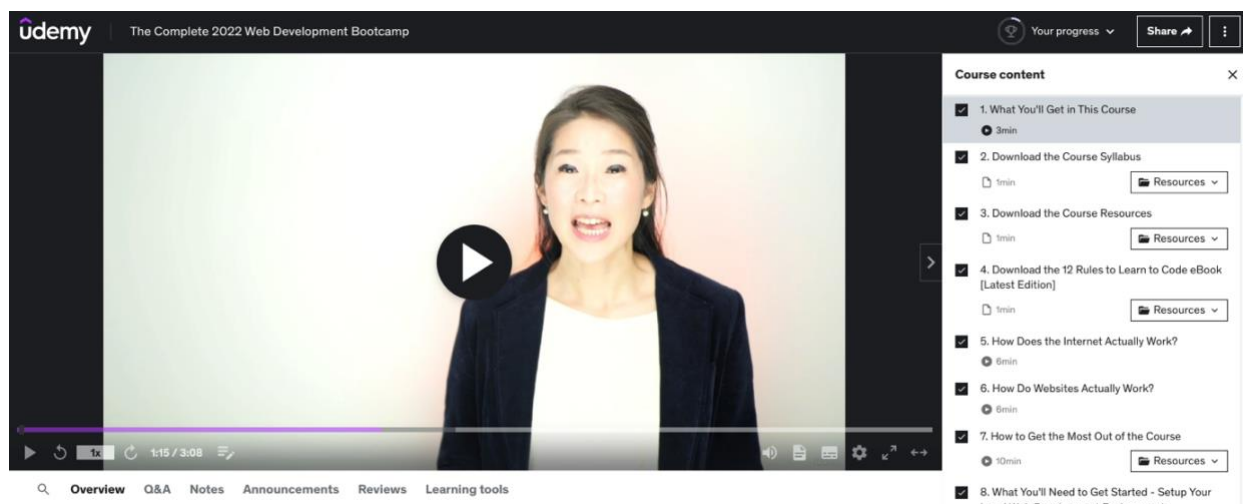 ûdemy
The Complete 2022 Web Development Bootcamp
Your progress
Share
Course content
1. What You'll Get in This Course
3min
2. Download the Course Syllabus
1min
Resources
3. Download the Course Resources
1min
Resources
4. Download the 12 Rules to Learn to Code eBook
[Latest Edition]
1min
Resources
5. How Does the Internet Actually Work?
6min
6. How Do Websites Actually Work?
6min
7. How to Get the Most Out of the Course
10min
Resources
8. What You'll Need to Get Started - Setup Your
1x
1:15 / 3:08
Overview
Q&A
Notes
Announcements
Reviews
Learning tools